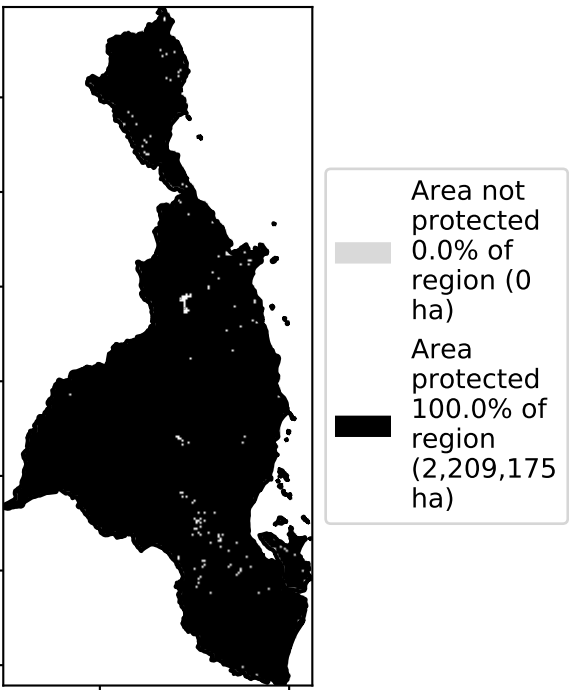 Area not
protected
0.0% of
region (0
ha)
Area
protected
100.0% of
region
(2,209,175
ha)